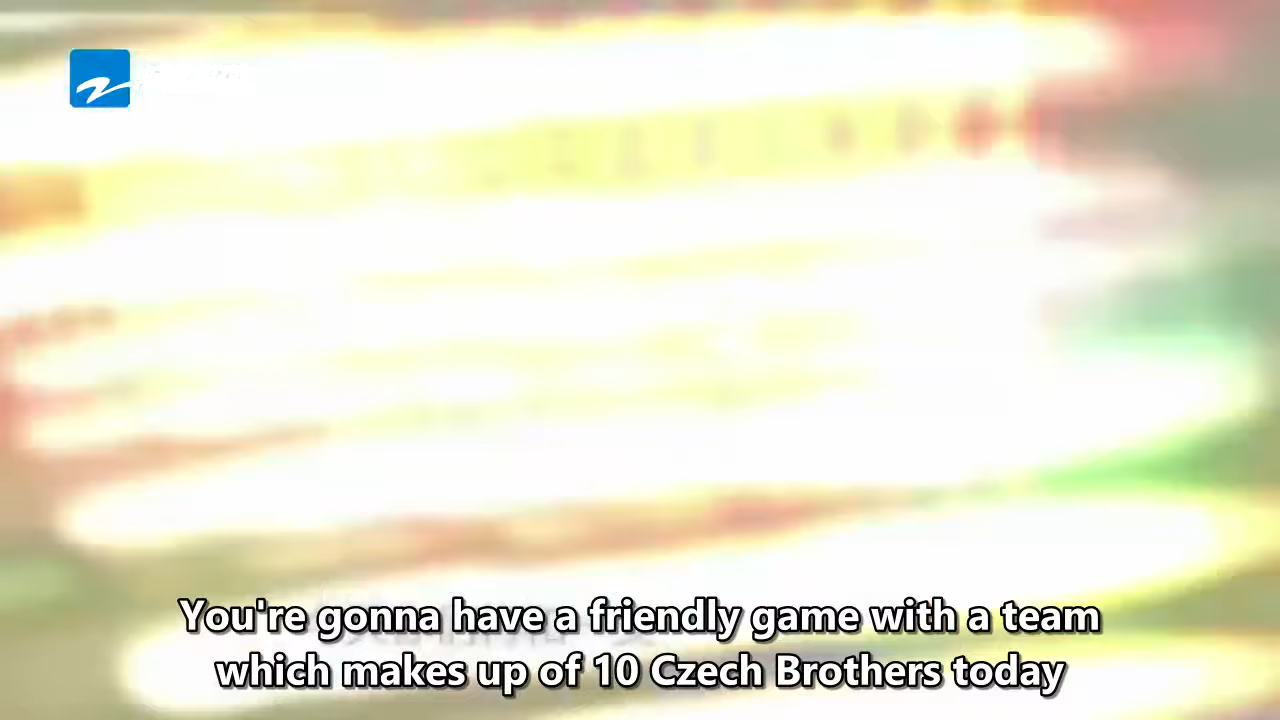 You're gonna have a friendly game with a team
which makes up of 10 Czech Brothers today